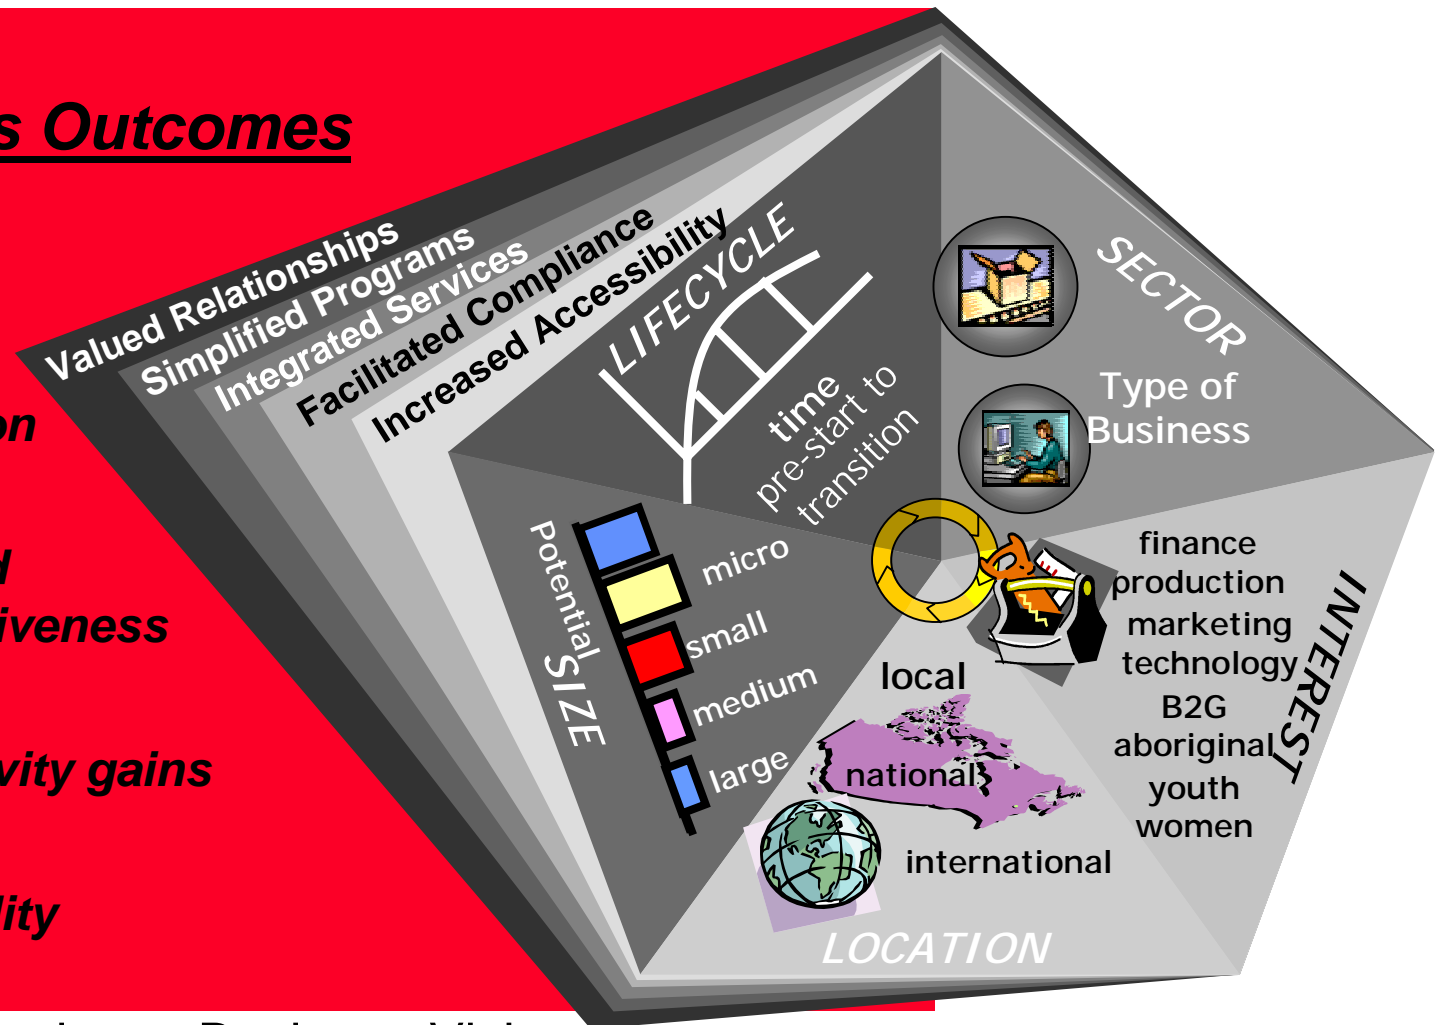 s Outcomes
on
d
iveness
vity gains
lity
Valued Relationships
Simplified Programs
Integrated Services
Facilitated Compliance
Increased Accessibility
LIFECYCLE
time
pre-start to
transition
SECTOR
Type of
Business
Potential
SIZE
micro
small
medium
large
local
national
international
LOCATION
finance
production
marketing
technology
B2G
aboriginal
youth
women
INTEREST